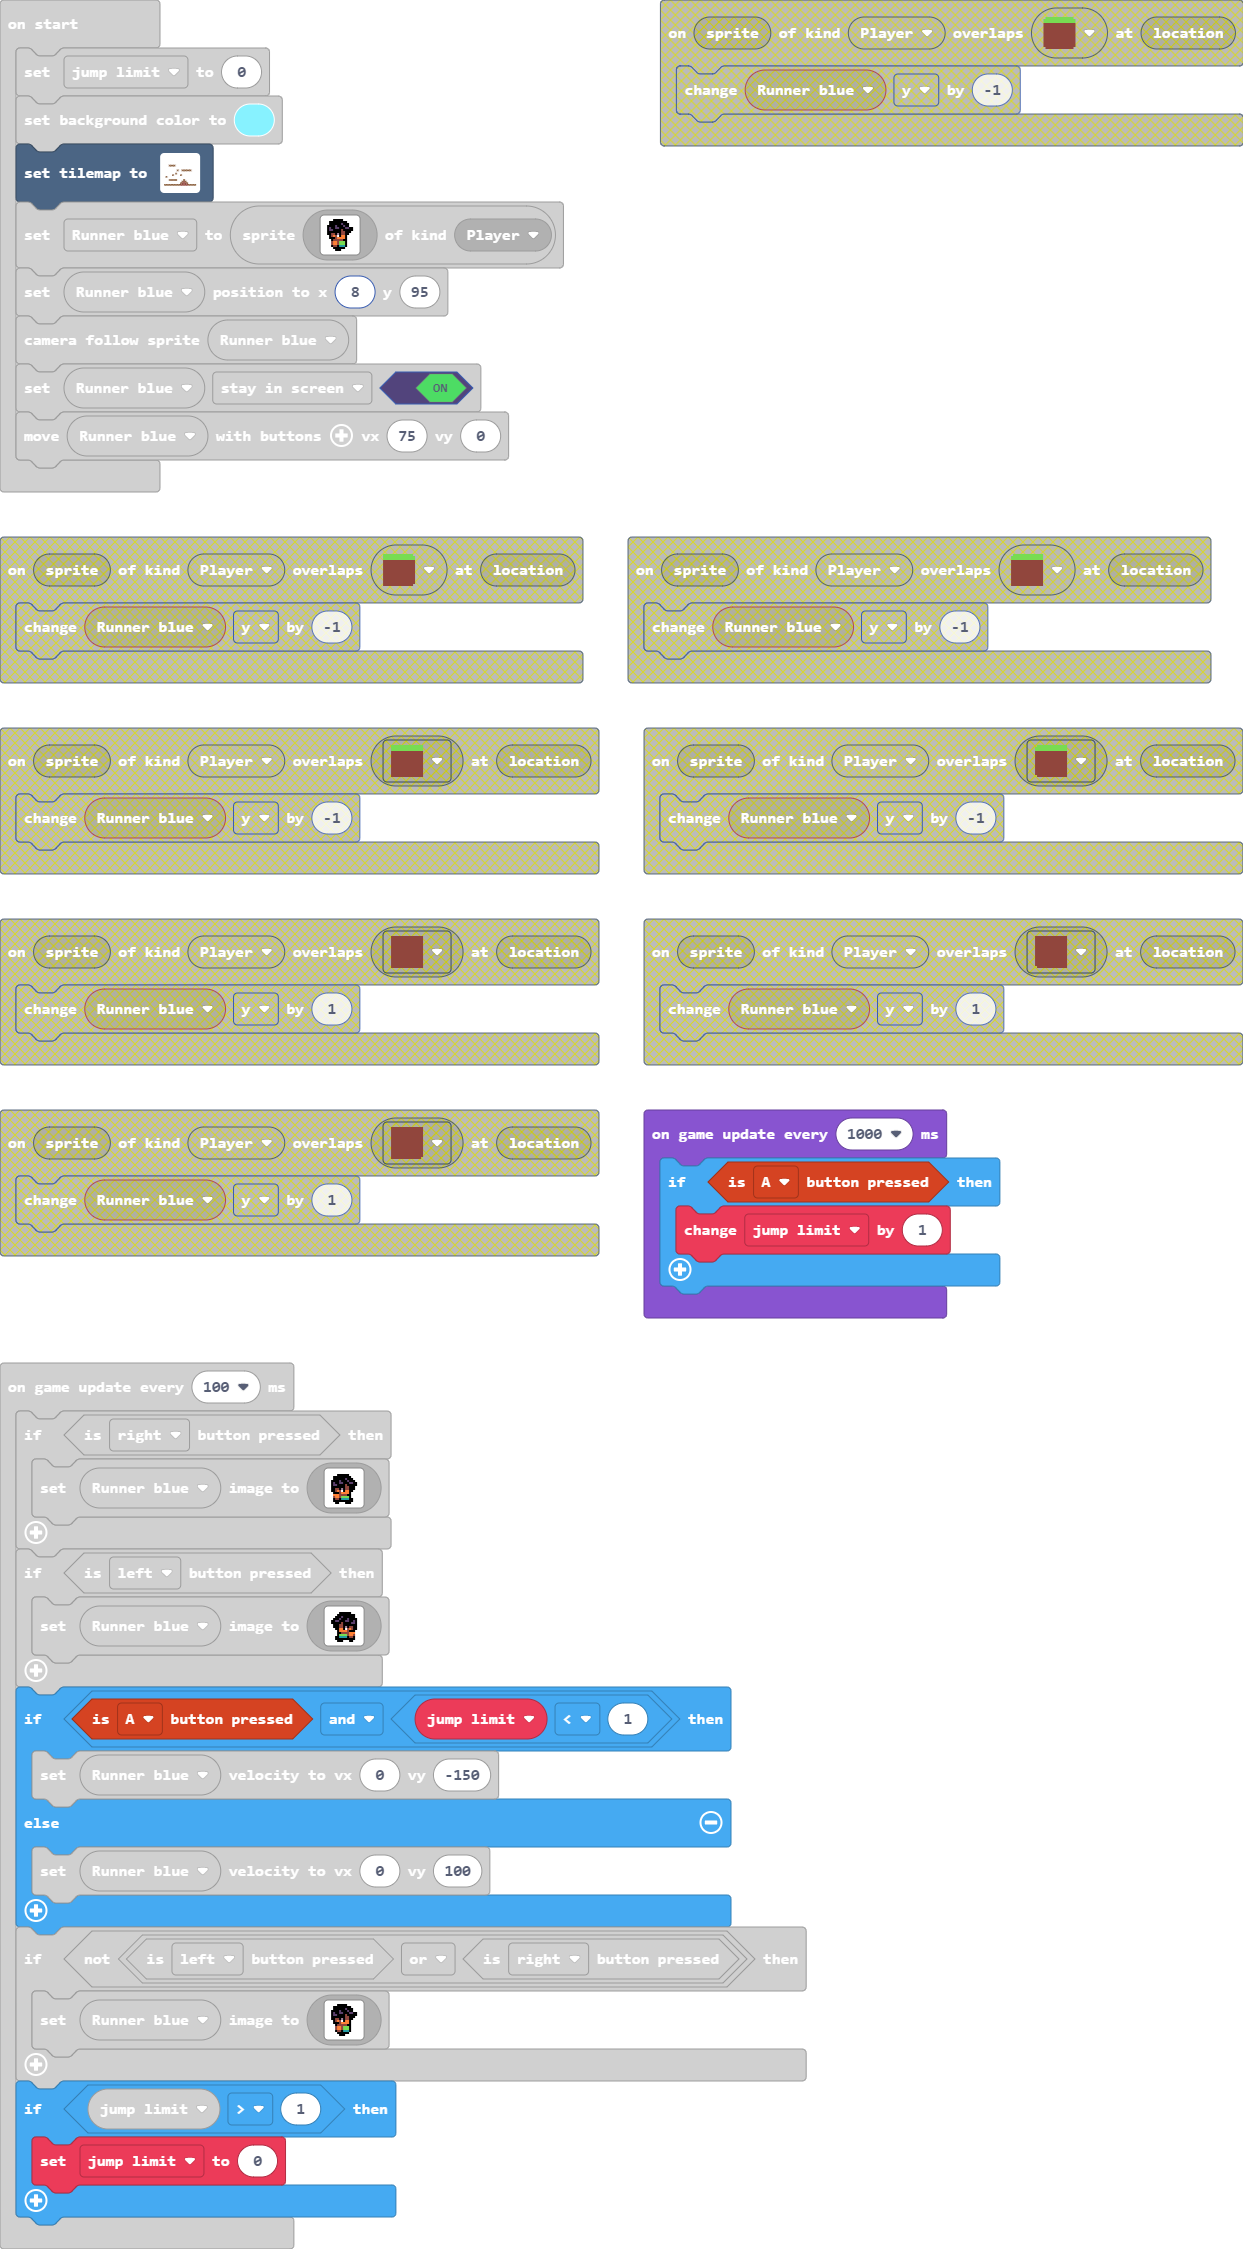 on start
set jump limit to 0
set background color to
set tilemap to
set Runner blue to sprite of kind Player
set Runner blue position to x 8 y 95
camera follow sprite Runner blue
set Runner blue stay in screen ON
move Runner blue with buttons vx 75 vy 0
on sprite of kind Player overlaps at location
change Runner blue y by -1
on sprite of kind Player overlaps at location
change Runner blue y by -1
on sprite of kind Player overlaps at location
change Runner blue y by -1
on sprite of kind Player overlaps at location
change Runner blue y by -1
on sprite of kind Player overlaps at location
change Runner blue y by -1
on sprite of kind Player overlaps at location
change Runner blue y by 1
on sprite of kind Player overlaps at location
change Runner blue y by 1
on sprite of kind Player overlaps at location
change Runner blue y by 1
on game update every 1000 ms
if is A button pressed then
change jump limit by 1
on game update every 100 ms
if is right button pressed then
set Runner blue image to
if is left button pressed then
set Runner blue image to
if is A button pressed and jump limit < 1 then
set Runner blue velocity to vx 0 vy -150
else
set Runner blue velocity to vx 0 vy 100
if not is left button pressed or is right button pressed then
set Runner blue image to
if jump limit > 1 then
set jump limit to 0